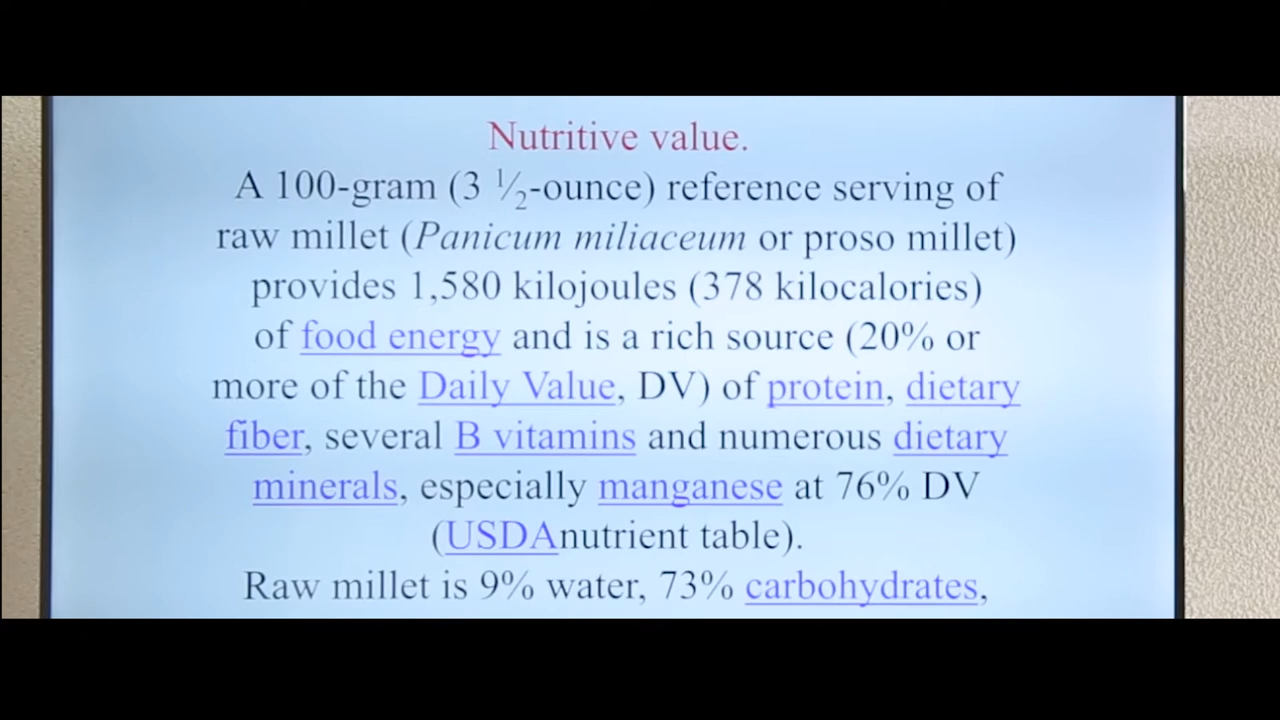 Nutritive value.
A 100-gram (3 ½-ounce) reference serving of
raw millet (Panicum miliaceum or proso millet)
provides 1,580 kilojoules (378 kilocalories)
of food energy and is a rich source (20% or
more of the Daily Value, DV) of protein, dietary
fiber, several B vitamins and numerous dietary
minerals, especially manganese at 76% DV
(USDAnutrient table).
Raw millet is 9% water, 73% carbohydrates,